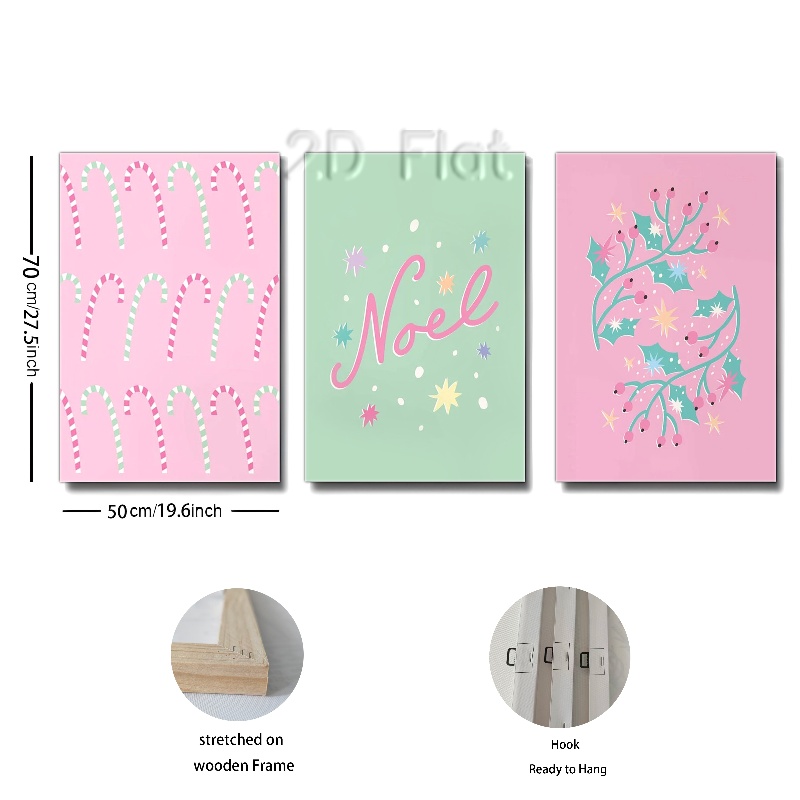 2D Flat
Noel
70 cm/27.5inch
50 cm/19.6inch
stretched on
wooden Frame
Hook
Ready to Hang